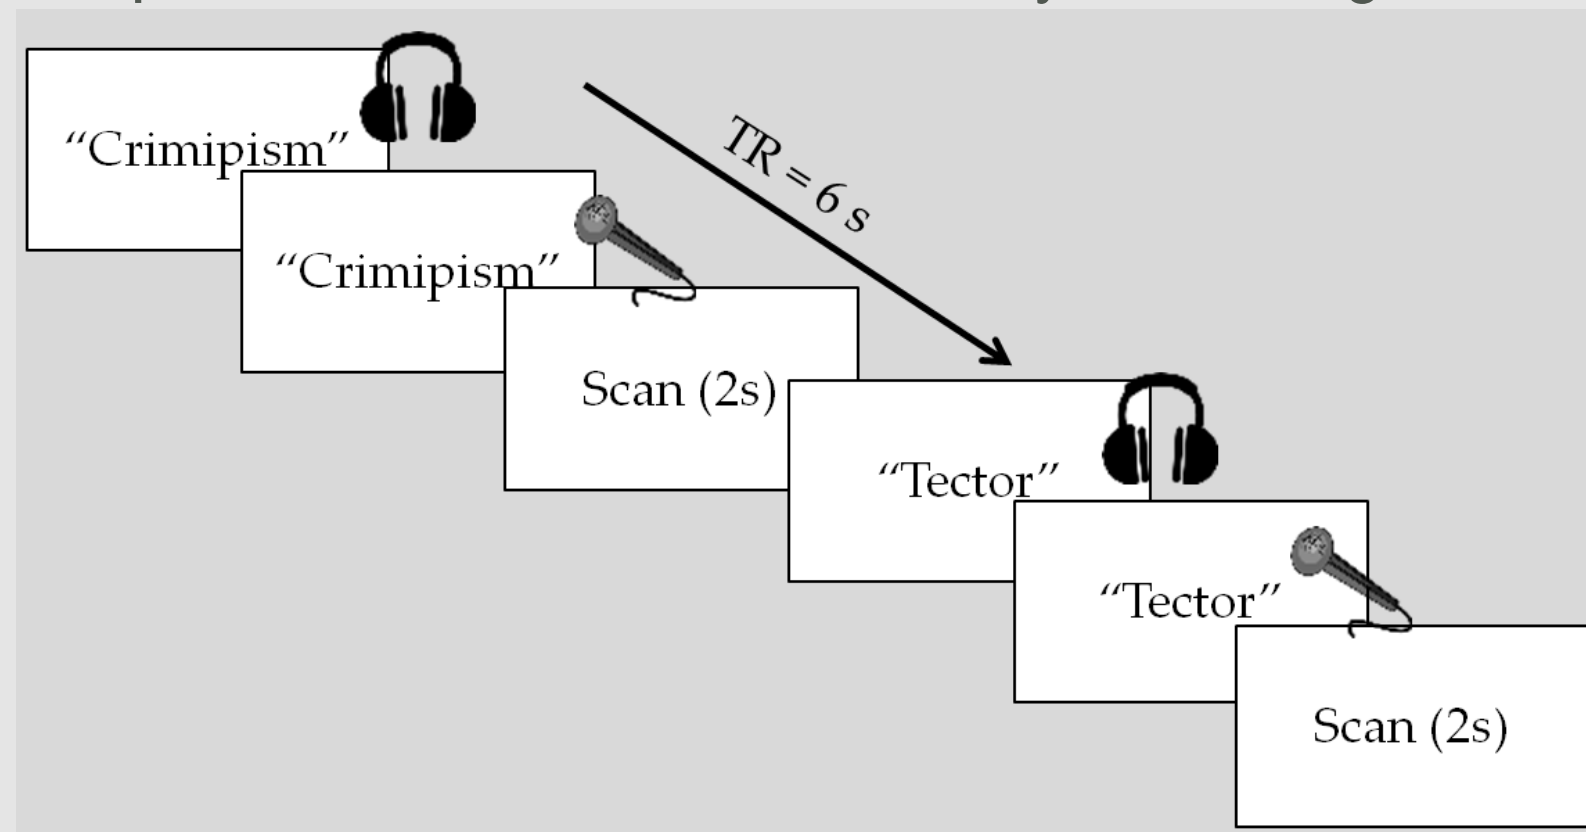 “Crimipism”
TR = 6 s
“Crimipism”
Scan (2s)
“Tector”
“Tector”
Scan (2s)